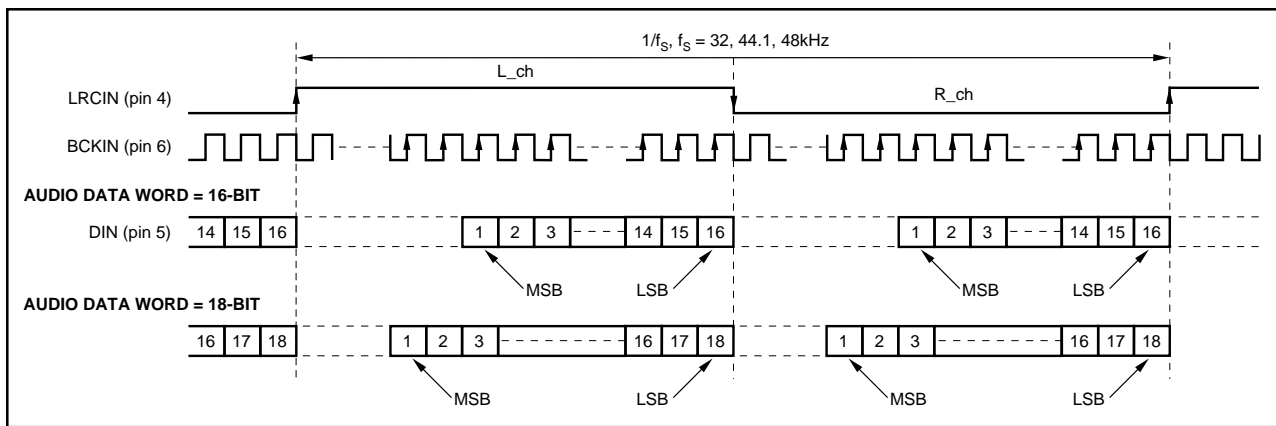 1/fS, fS = 32, 44.1, 48kHz
L_ch
R_ch
LRCIN (pin 4)
BCKIN (pin 6)
AUDIO DATA WORD = 16-BIT
DIN (pin 5) 14 15 16 1 2 3 14 15 16 1 2 3 14 15 16
MSB LSB MSB LSB
AUDIO DATA WORD = 18-BIT
16 17 18 1 2 3 16 17 18 1 2 3 16 17 18
MSB LSB MSB LSB